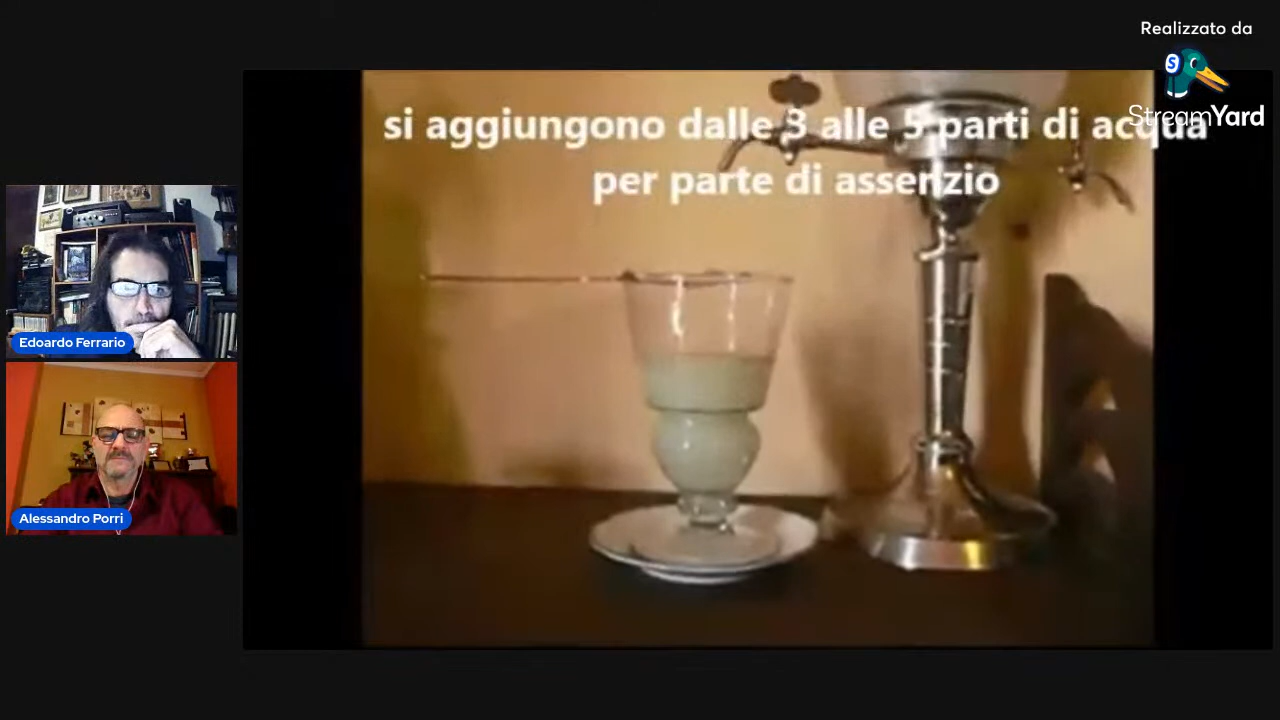 Realizzato da
StreamYard
si aggiungono dalle 3 alle 5 parti di acqua
per parte di assenzio
Edoardo Ferrario
Alessandro Porri